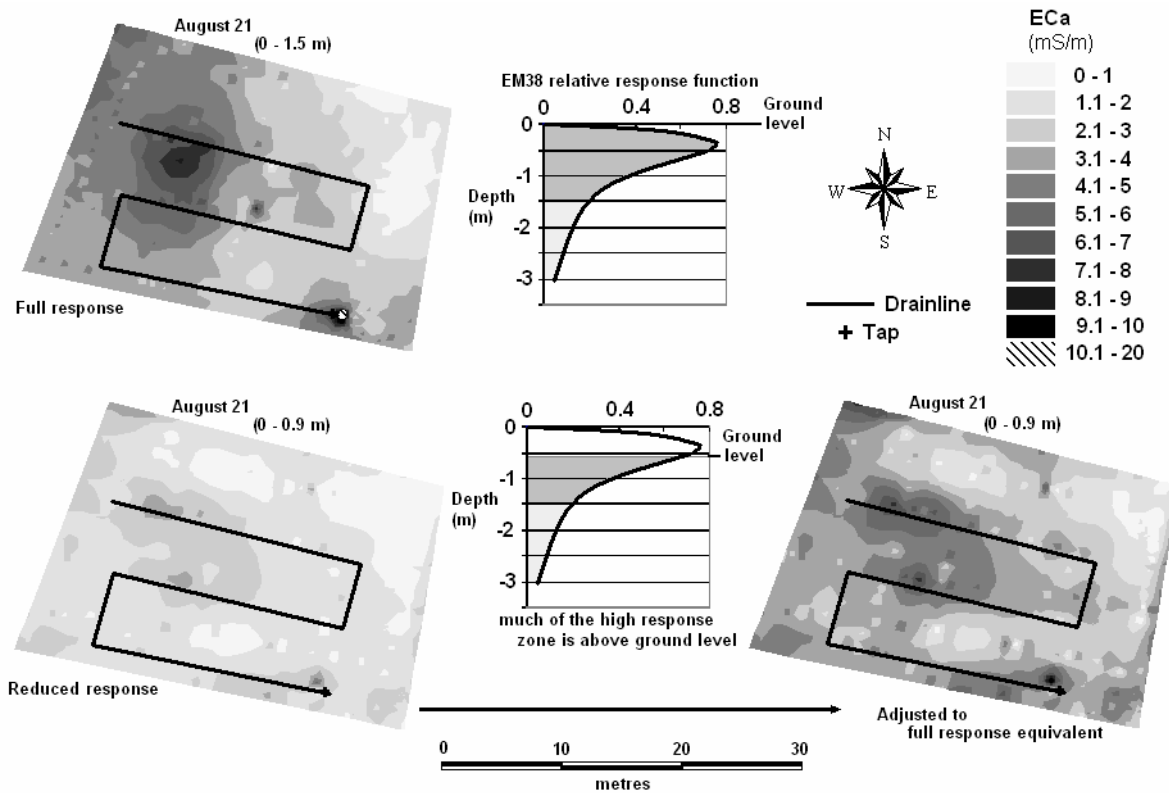 August 21
(0 - 1.5 m)
Full response
EM38 relative response function
0 0.4 0.8
Ground
level
0
-1
-2
-3
Depth
(m)
N
W E
S
Drainline
+ Tap
ECa
(mS/m)
0 - 1
1.1 - 2
2.1 - 3
3.1 - 4
4.1 - 5
5.1 - 6
6.1 - 7
7.1 - 8
8.1 - 9
9.1 - 10
10.1 - 20
August 21
(0 - 0.9 m)
Reduced response
0 0.4 0.8
Ground
level
0
-1
-2
-3
Depth
(m)
much of the high response
zone is above ground level
August 21
(0 - 0.9 m)
Adjusted to
full response equivalent
0 10 20 30
metres